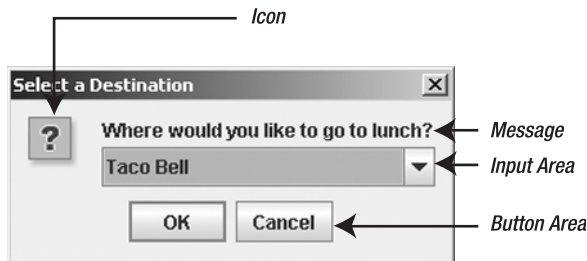 Icon
Select a Destination
?
Where would you like to go to lunch?
Message
Taco Bell
Input Area
OK
Cancel
Button Area